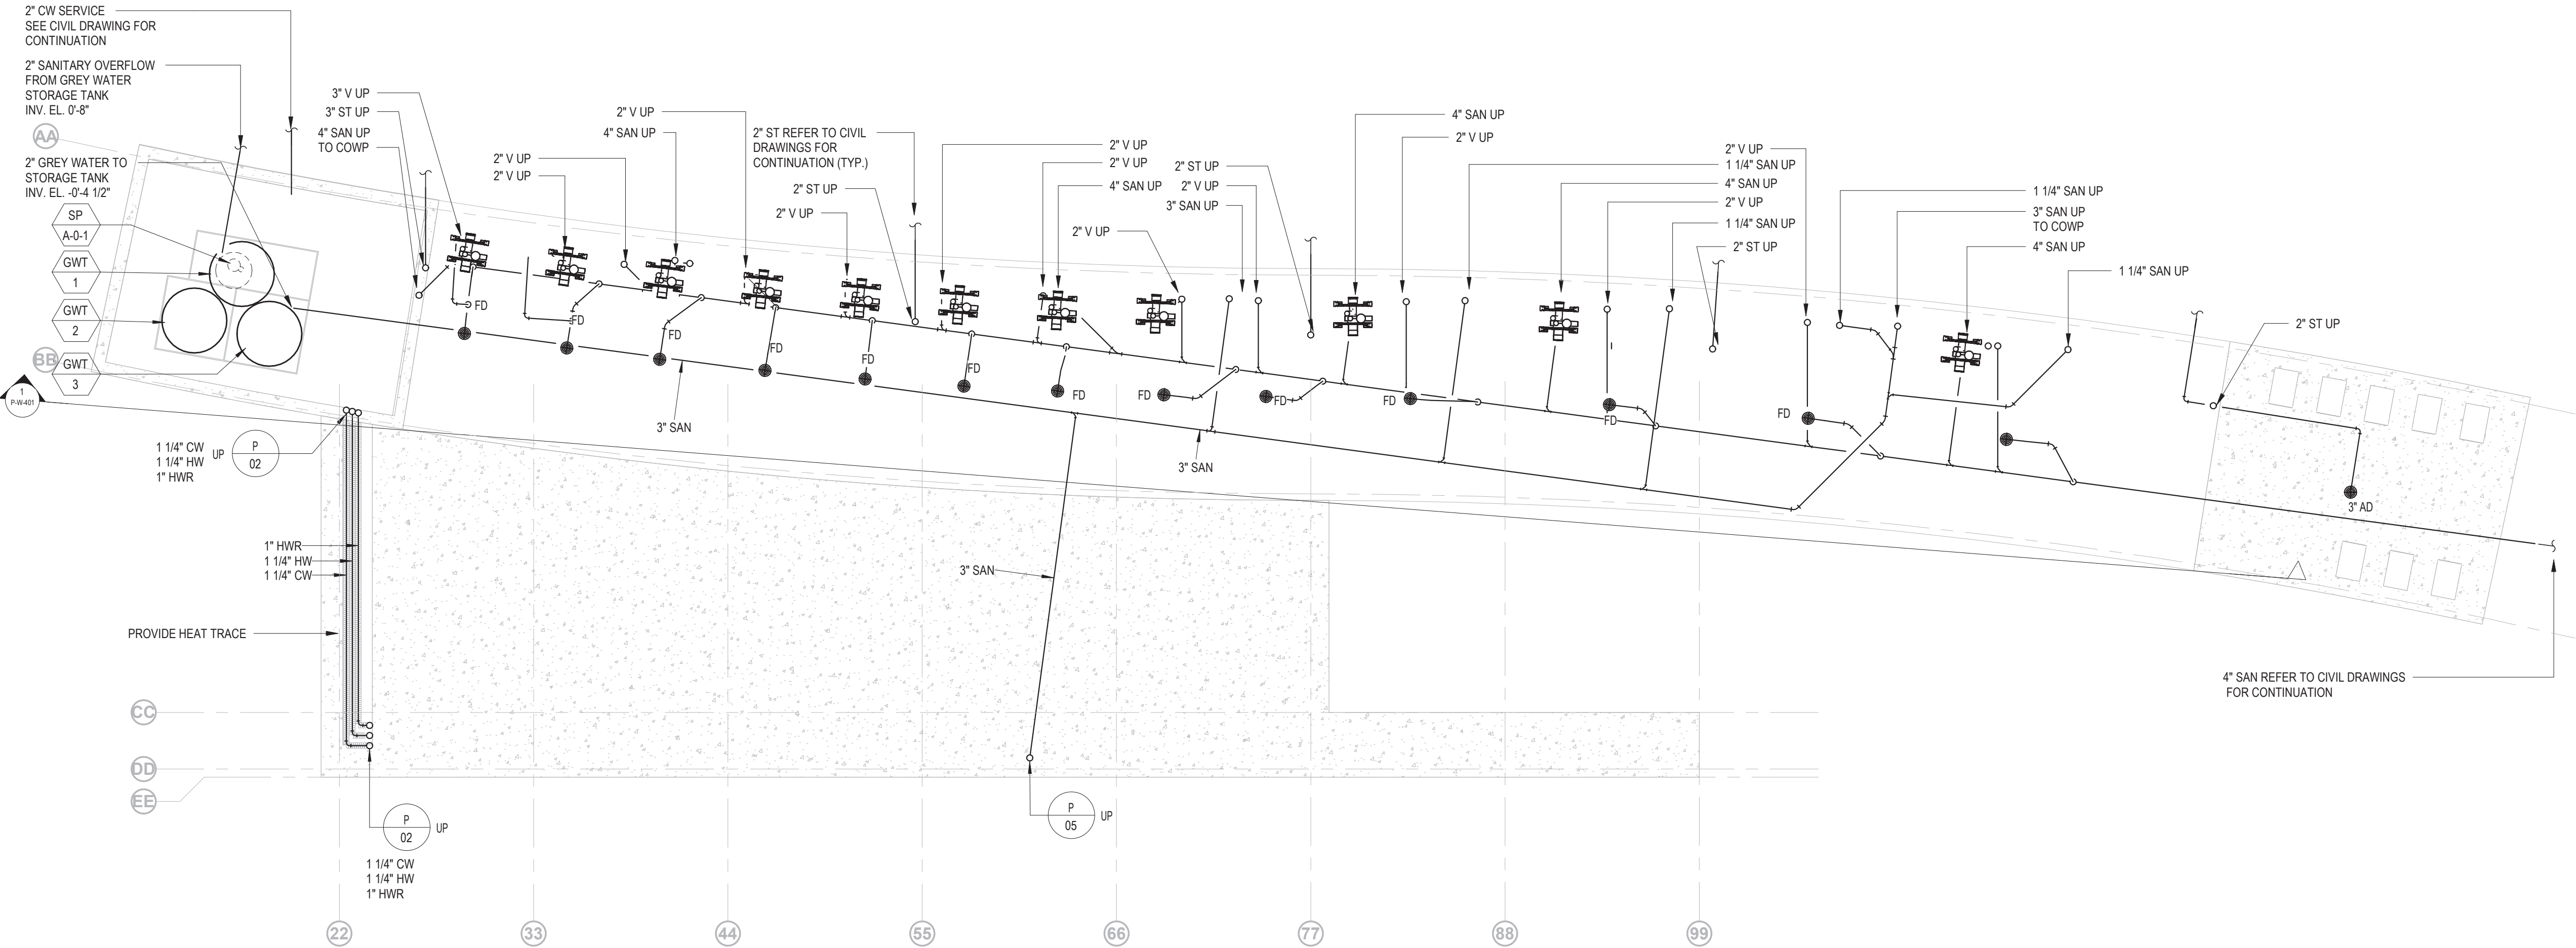 2" CW SERVICE
SEE CIVIL DRAWING FOR
CONTINUATION
2" SANITARY OVERFLOW
FROM GREY WATER
STORAGE TANK
INV. EL. 0'-8"
AA
2" GREY WATER TO
STORAGE TANK
INV. EL. -0'-4 1/2"
SP
A-0-1
GWT
1
GWT
2
BB
GWT
3
1
P-W-401
3" V UP
3" ST UP
4" SAN UP
TO COWP
2" V UP
2" V UP
2" V UP
4" SAN UP
2" ST REFER TO CIVIL
DRAWINGS FOR
CONTINUATION (TYP.)
2" ST UP
2" V UP
2" V UP
2" V UP
4" SAN UP
2" V UP
2" ST UP
2" V UP
3" SAN UP
4" SAN UP
2" V UP
2" V UP
1 1/4" SAN UP
4" SAN UP
2" V UP
1 1/4" SAN UP
2" ST UP
1 1/4" SAN UP
3" SAN UP
TO COWP
4" SAN UP
1 1/4" SAN UP
2" ST UP
FD
FD
FD
FD
FD
FD
FD
FD
FD
FD
FD
FD
3" SAN
3" SAN
3" AD
1 1/4" CW
1 1/4" HW
1" HWR
UP
P
02
1" HWR
1 1/4" HW
1 1/4" CW
3" SAN
PROVIDE HEAT TRACE
4" SAN REFER TO CIVIL DRAWINGS
FOR CONTINUATION
CC
DD
EE
P
02
UP
1 1/4" CW
1 1/4" HW
1" HWR
P
05
UP
22
33
44
55
66
77
88
99